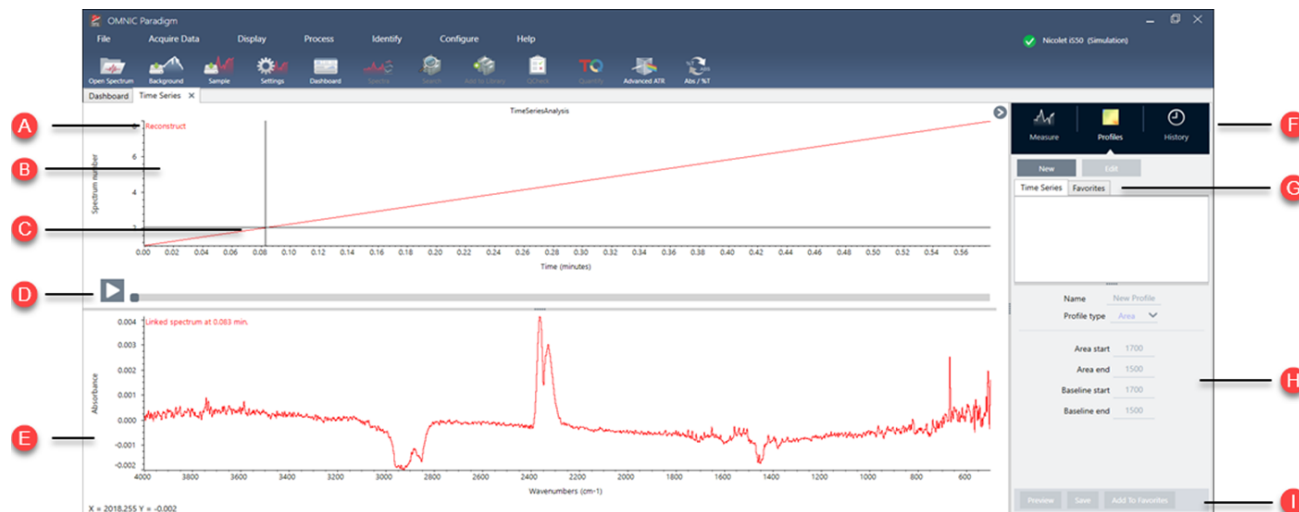 OMNIC Paradigm
File Acquire Data Display Process Identify Configure Help
Nicolet iS50 (Simulation)
Open Spectrum Background Sample Settings Dashboard Spectra Search Add to Library QCheck Quantify Advanced ATR Abs / %T
Dashboard Time Series ×
TimeSeriesAnalysis
A
Reconstruct
8
6
4
2
Spectrum number
B
C
0.00 0.02 0.04 0.06 0.08 0.10 0.12 0.14 0.16 0.18 0.20 0.22 0.24 0.26 0.28 0.30 0.32 0.34 0.36 0.38 0.40 0.42 0.44 0.46 0.48 0.50 0.52 0.54 0.56
Time (minutes)
D
Linked spectrum at 0.083 min.
0.004
0.003
0.002
0.001
0.000
-0.001
-0.002
Absorbance
E
4000 3800 3600 3400 3200 3000 2800 2600 2400 2200 2000 1800 1600 1400 1200 1000 800 600
Wavenumbers (cm-1)
X = 2018.255 Y = -0.002
Measure Profiles History
F
New Edit
Time Series Favorites
G
Name New Profile
Profile type Area
Area start 1700
Area end 1500
Baseline start 1700
Baseline end 1500
H
Preview Save Add To Favorites
I